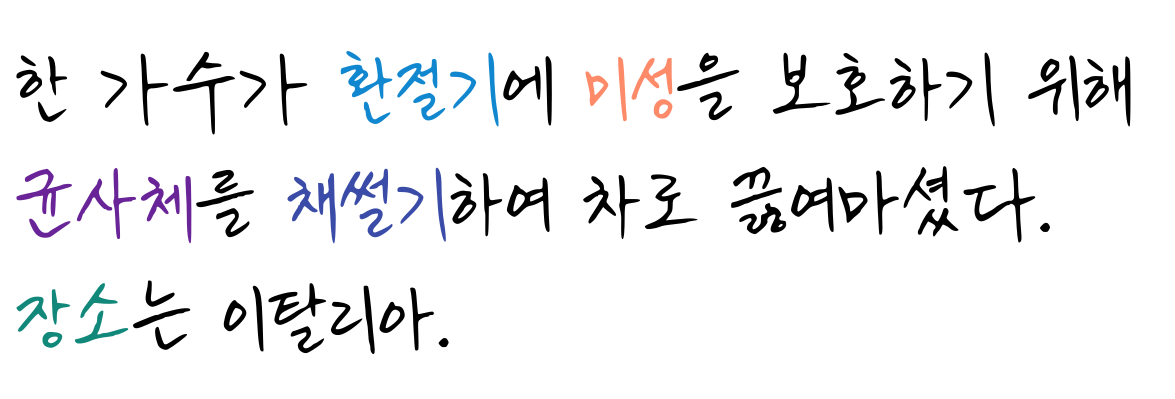 한 가수가 환절기에 미성을 보호하기 위해
균사체를 채썰기하여 차로 끓여마셨다.
장소는 이탈리아.